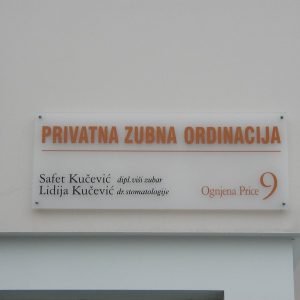 PRIVATNA ZUBNA ORDINACIJA
Safet Kučević dipl. viši zubar
Lidija Kučević dr. stomatologije
Ognjena Price 9